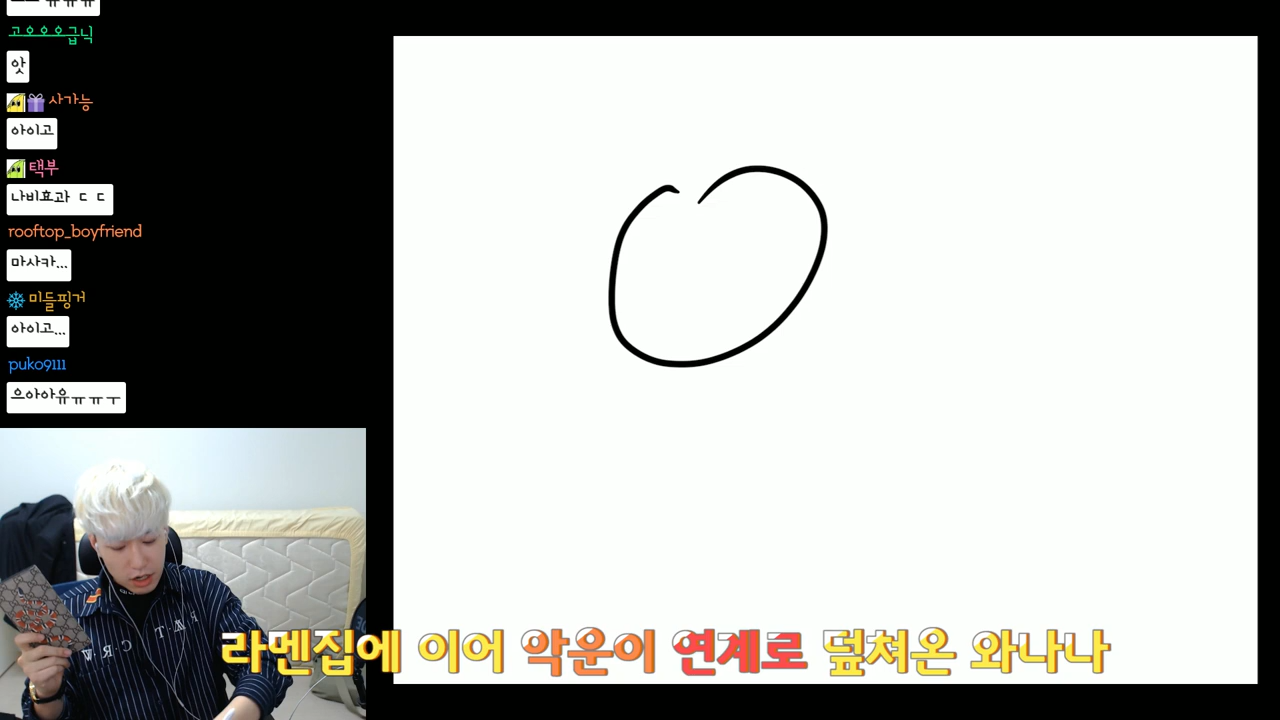 고오오오급닉
앗
사가능
아이고
택부
나비효과 ㄷ ㄷ
rooftop_boyfriend
마사카...
미들핑거
아이고...
puko9111
으아아유ㅠㅠㅜ
라멘집에 이어 악운이 연계로 덮쳐온 와나나